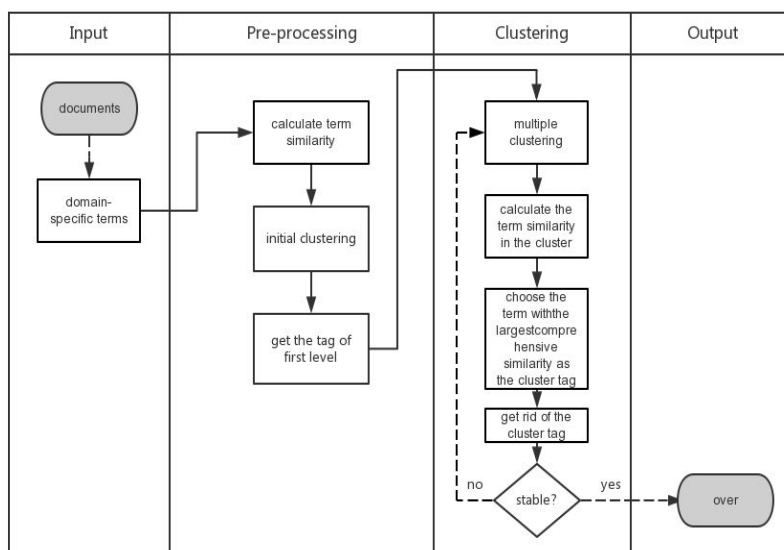 Input
Pre-processing
Clustering
Output
documents
domain-
specific terms
calculate term
similarity
initial clustering
get the tag of
first level
multiple
clustering
calculate the
term similarity
in the cluster
choose the
term withthe
largestcompre
hensive
similarity as
the cluster tag
get rid of the
cluster tag
stable?
no
yes
over